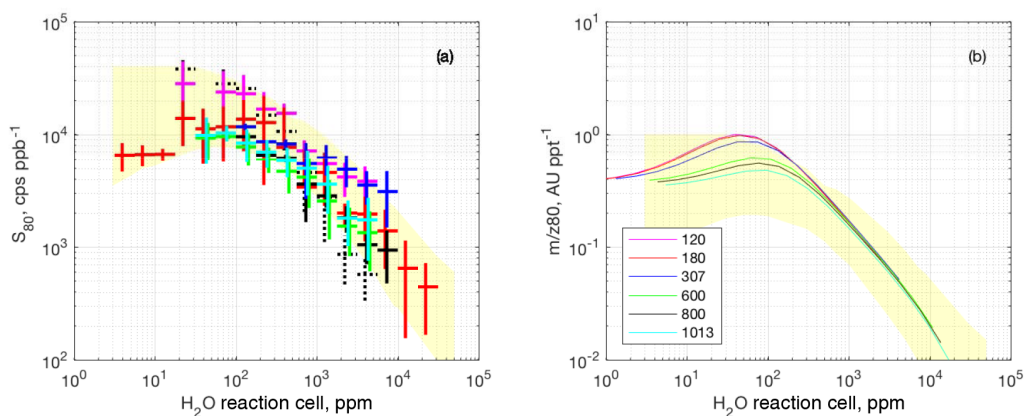 10^5
10^4
10^3
10^2
S_80, cps ppb^-1
(a)
10^0 10^1 10^2 10^3 10^4 10^5
H_2O reaction cell, ppm
10^1
10^0
10^-1
10^-2
m/z80, AU ppt^-1
(b)
120
180
307
600
800
1013
10^0 10^1 10^2 10^3 10^4 10^5
H_2O reaction cell, ppm